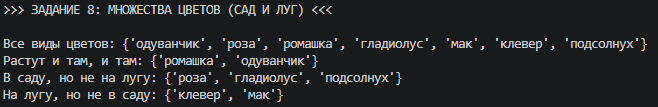 >>> ЗАДАНИЕ 8: МНОЖЕСТВА ЦВЕТОВ (САД И ЛУГ) <<<
Все виды цветов: {'одуванчик', 'роза', 'ромашка', 'гладиолус', 'мак', 'клевер', 'подсолнух'}
Растут и там, и там: {'ромашка', 'одуванчик'}
В саду, но не на лугу: {'роза', 'гладиолус', 'подсолнух'}
На лугу, но не в саду: {'клевер', 'мак'}